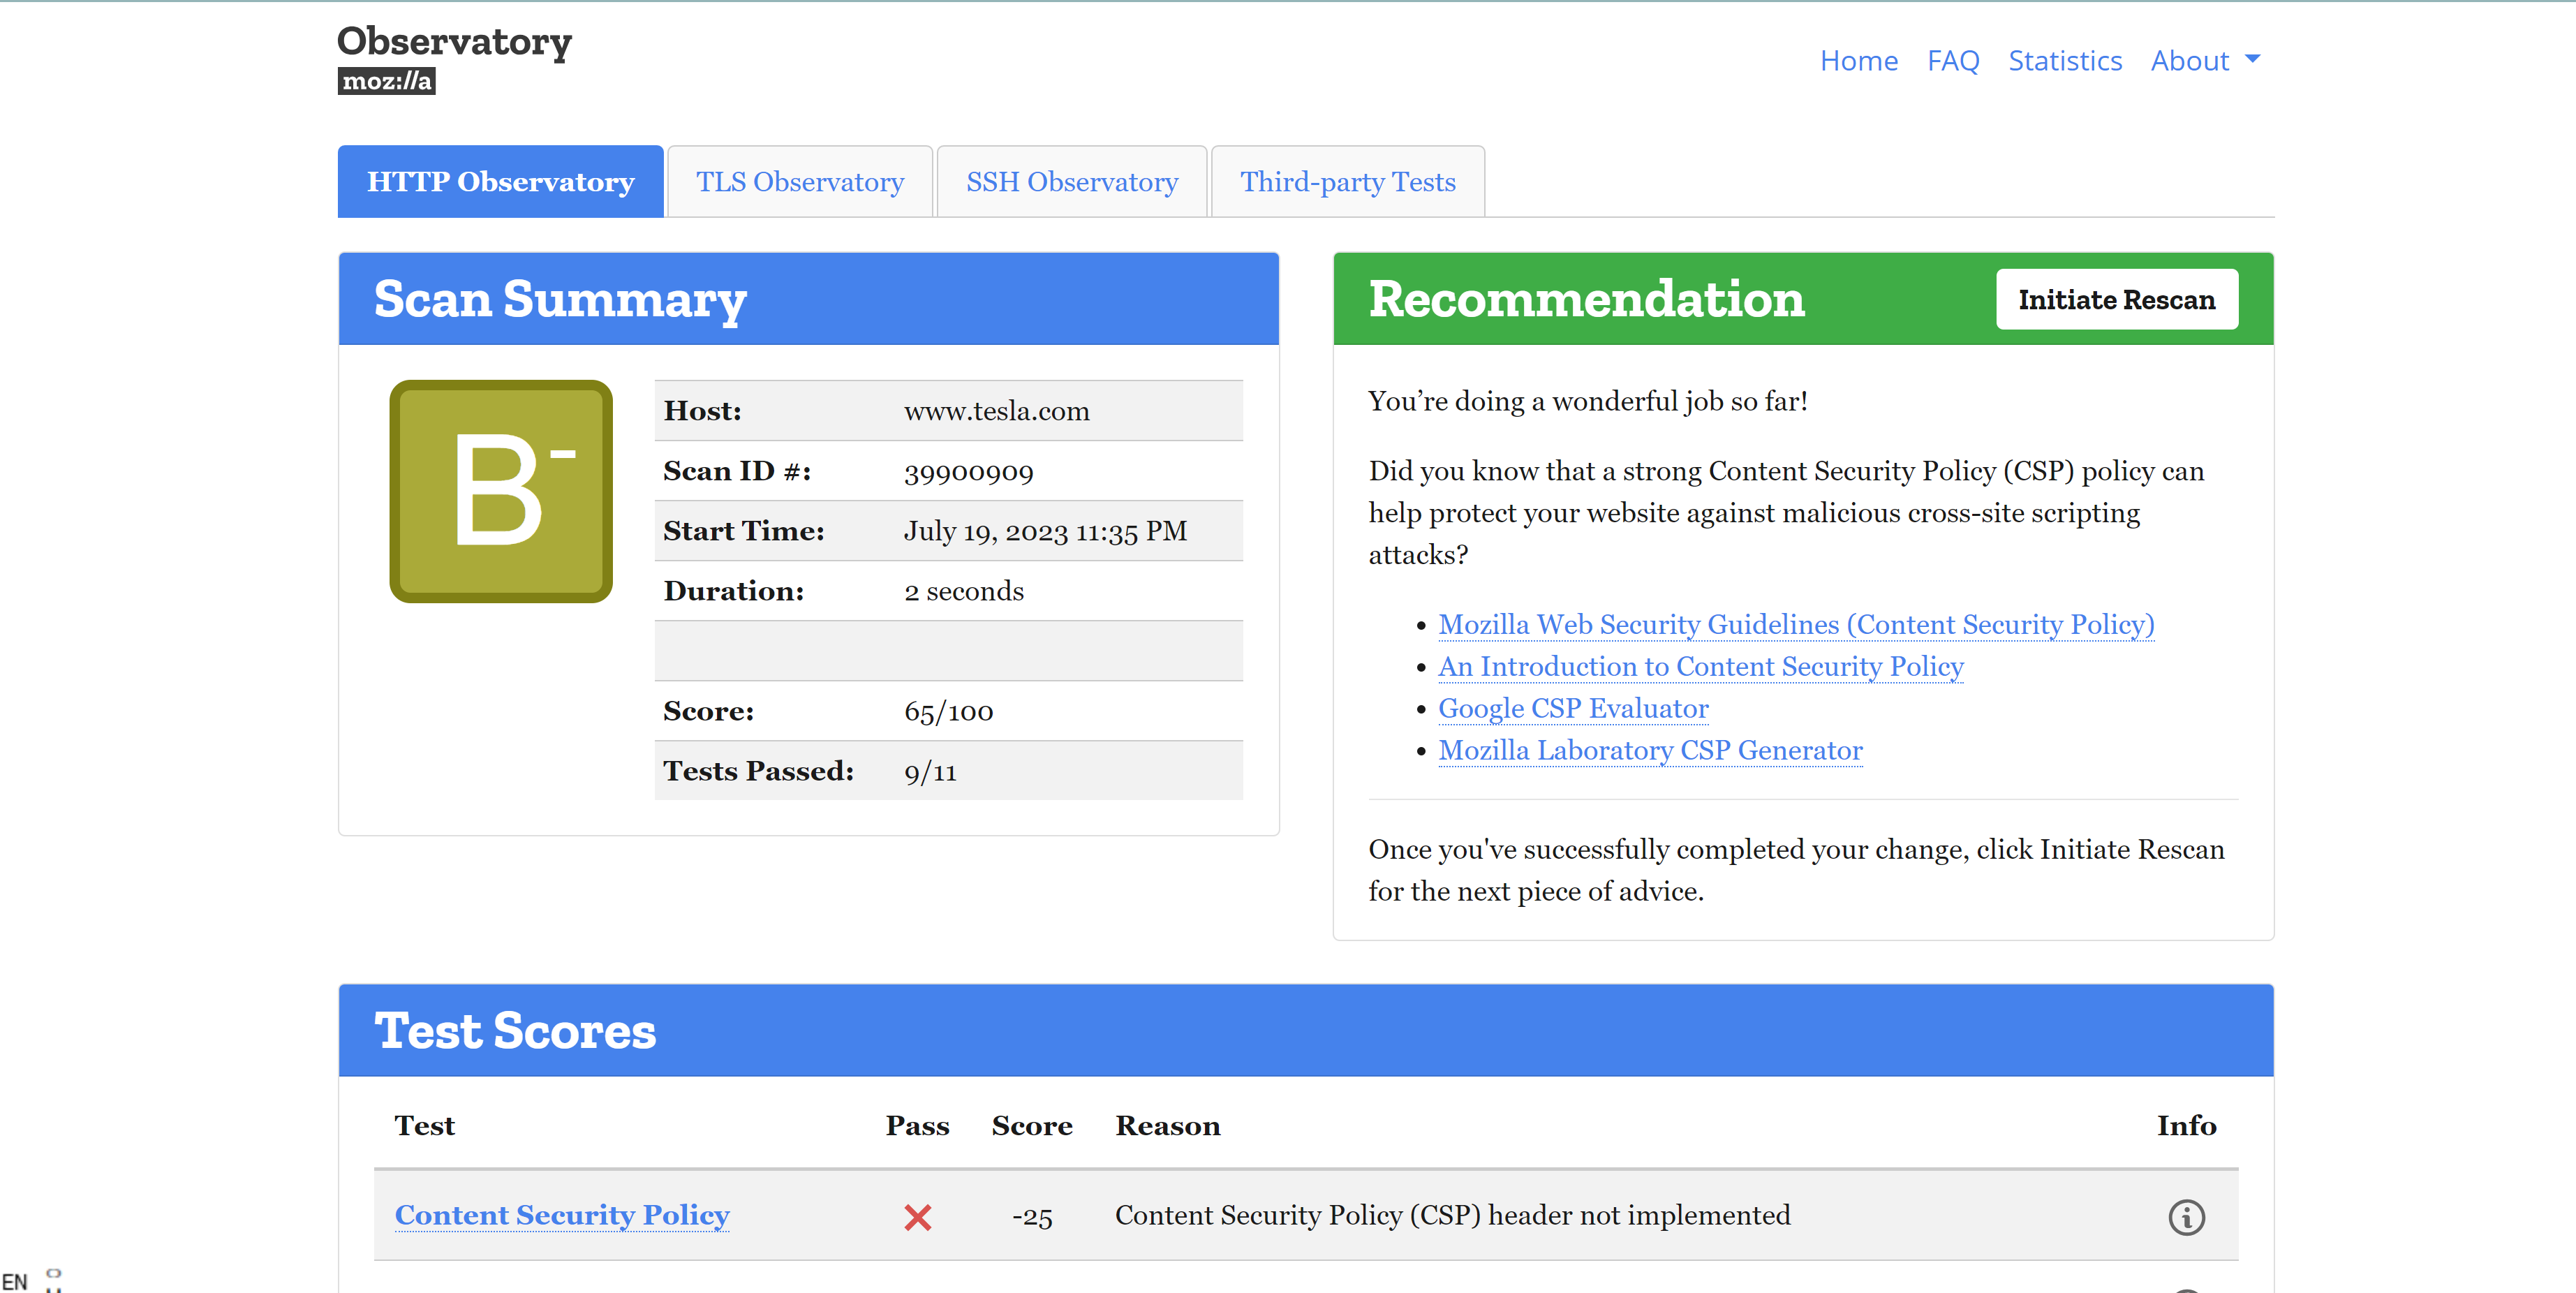 Observatory
moz://a
Home FAQ Statistics About
HTTP Observatory TLS Observatory SSH Observatory Third-party Tests
Scan Summary
B-
Host: www.tesla.com
Scan ID #: 39900909
Start Time: July 19, 2023 11:35 PM
Duration: 2 seconds
Score: 65/100
Tests Passed: 9/11
Recommendation
Initiate Rescan
You’re doing a wonderful job so far!
Did you know that a strong Content Security Policy (CSP) policy can
help protect your website against malicious cross-site scripting
attacks?
• Mozilla Web Security Guidelines (Content Security Policy)
• An Introduction to Content Security Policy
• Google CSP Evaluator
• Mozilla Laboratory CSP Generator
Once you've successfully completed your change, click Initiate Rescan
for the next piece of advice.
Test Scores
Test Pass Score Reason Info
Content Security Policy -25 Content Security Policy (CSP) header not implemented
EN